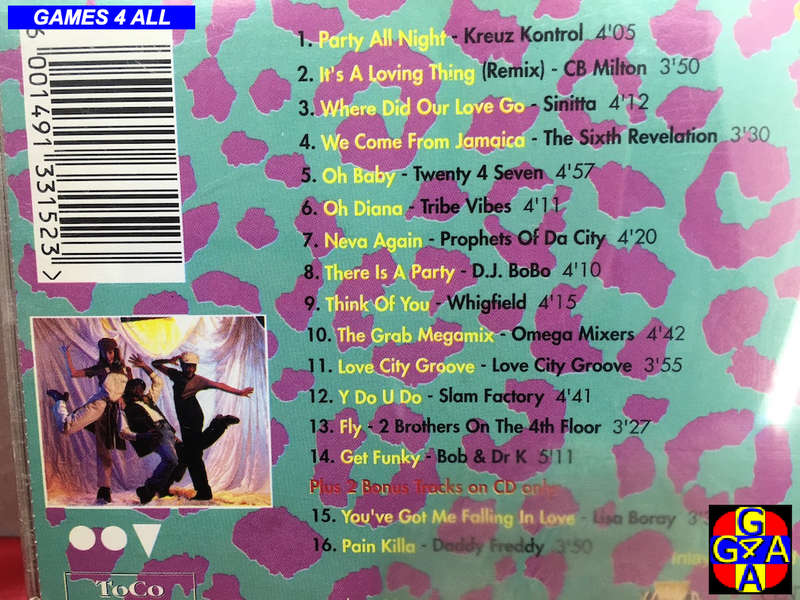 GAMES 4 ALL
6 001491 331523 >
1. Party All Night - Kreuz Kontrol 4'05
2. It's A Loving Thing (Remix) - CB Milton 3'50
3. Where Did Our Love Go - Sinitta 4'12
4. We Come From Jamaica - The Sixth Revelation 3'30
5. Oh Baby - Twenty 4 Seven 4'57
6. Oh Diana - Tribe Vibes 4'11
7. Neva Again - Prophets Of Da City 4'20
8. There Is A Party - D.J. BoBo 4'10
9. Think Of You - Whigfield 4'15
10. The Grab Megamix - Omega Mixers 4'42
11. Love City Groove - Love City Groove 3'55
12. Y Do U Do - Slam Factory 4'41
13. Fly - 2 Brothers On The 4th Floor 3'27
14. Get Funky - Bob & Dr K 5'11
Plus 2 Bonus Tracks on CD only
15. You've Got Me Falling In Love - Lisa Boray
16. Pain Killa - Daddy Freddy 3'50
ToCo
G
G4A
A